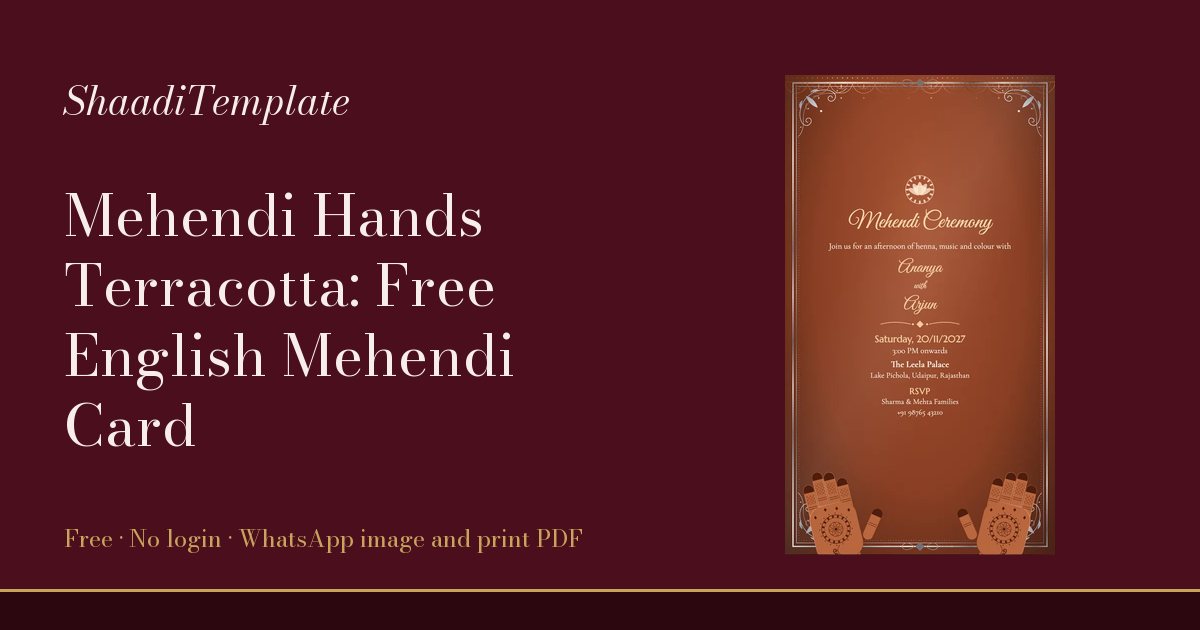 ShaadiTemplate
Mehendi Hands
Terracotta: Free
English Mehendi
Card
Free · No login · WhatsApp image and print PDF
Mehendi Ceremony
Join us for an afternoon of henna, music and colour with
Ananya
with
Arjun
Saturday, 20/11/2027
3:00 PM onwards
The Leela Palace
Lake Pichola, Udaipur, Rajasthan
RSVP
Sharma & Mehta Families
+91 98765 43210